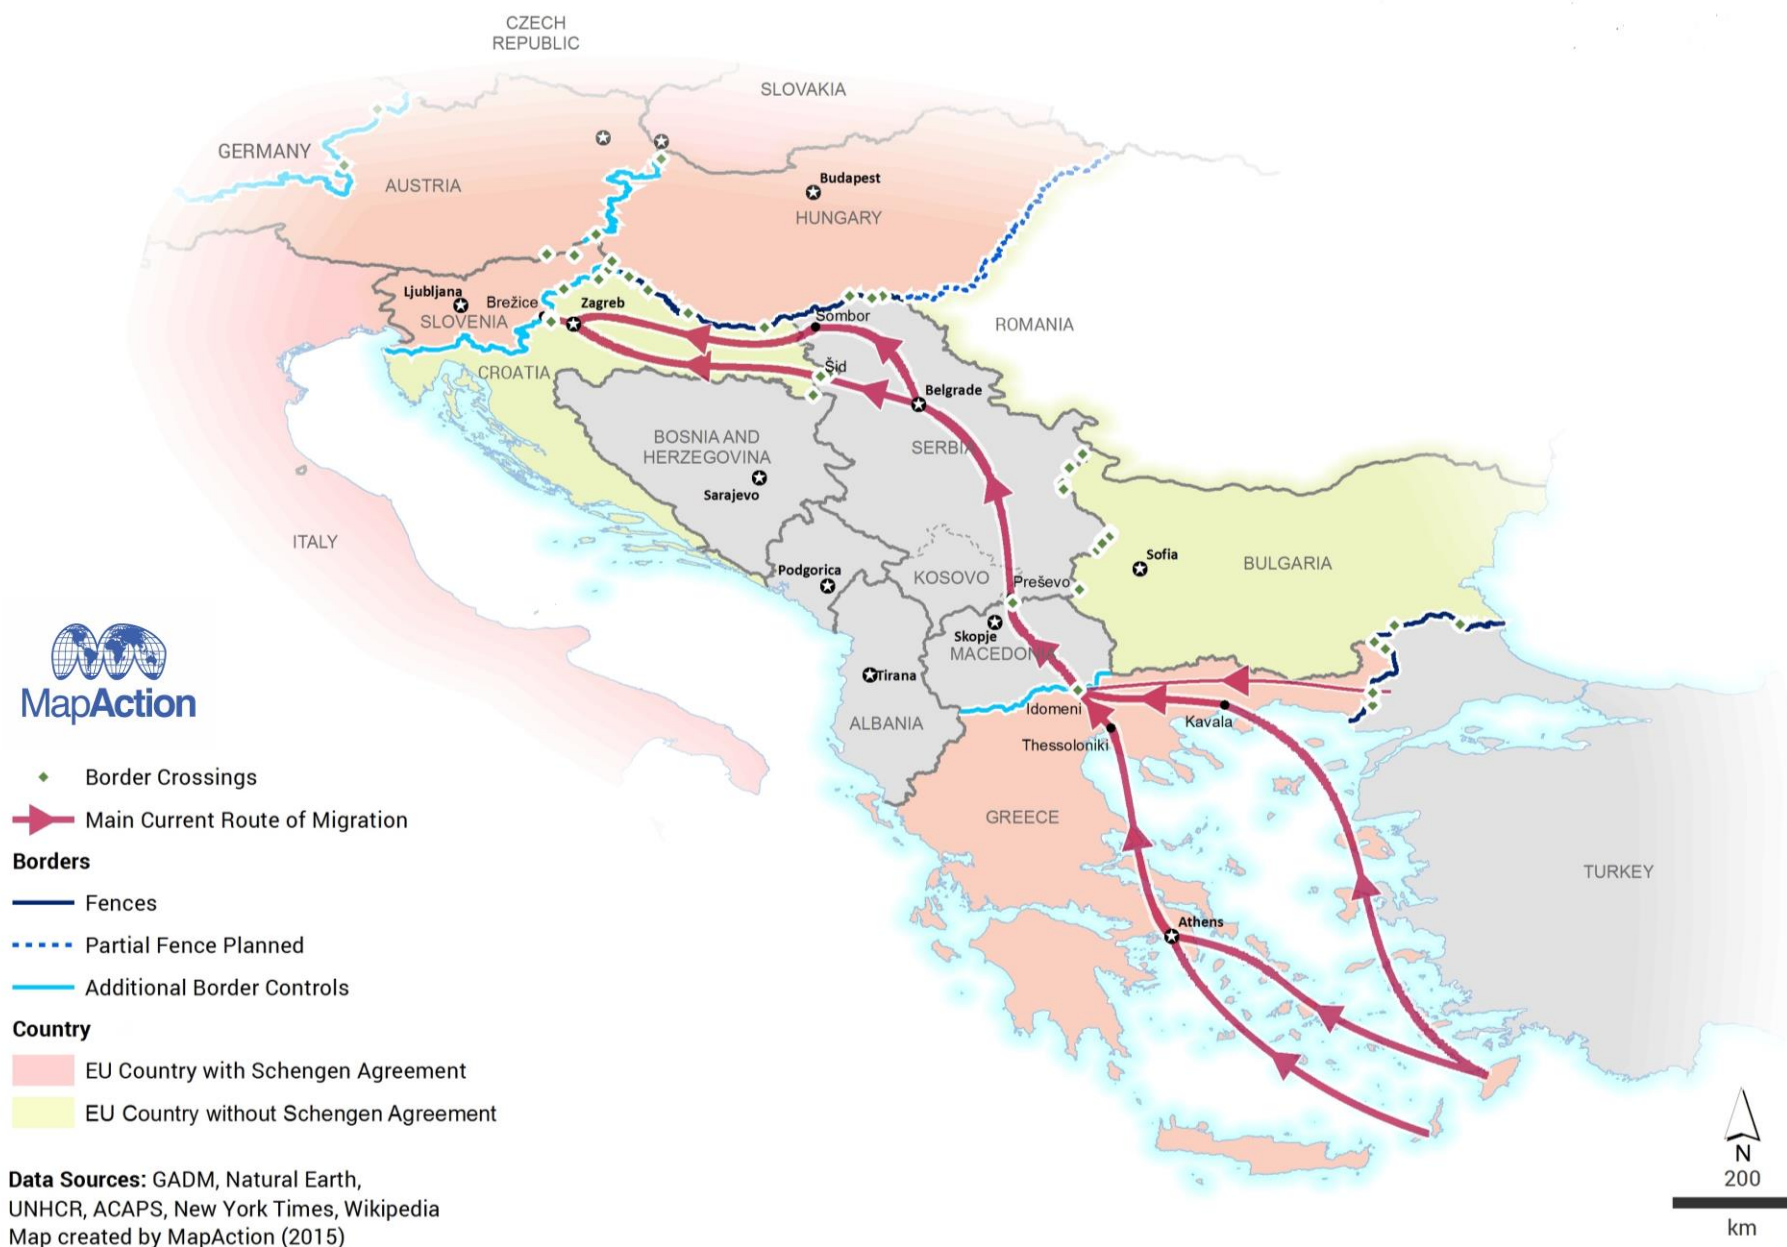 CZECH
REPUBLIC
SLOVAKIA
GERMANY
AUSTRIA
Budapest
HUNGARY
Ljubljana
Brežice
Zagreb
SLOVENIA
Sombor
ROMANIA
CROATIA
Šid
Belgrade
BOSNIA AND
HERZEGOVINA
SERBIA
Sarajevo
ITALY
Sofia
BULGARIA
Podgorica
KOSOVO
Preševo
Skopje
MACEDONIA
Tirana
ALBANIA
Idomeni
Kavala
Thessoloniki
GREECE
TURKEY
Athens
MapAction
Border Crossings
Main Current Route of Migration
Borders
Fences
Partial Fence Planned
Additional Border Controls
Country
EU Country with Schengen Agreement
EU Country without Schengen Agreement
Data Sources: GADM, Natural Earth,
UNHCR, ACAPS, New York Times, Wikipedia
Map created by MapAction (2015)
N
200
km